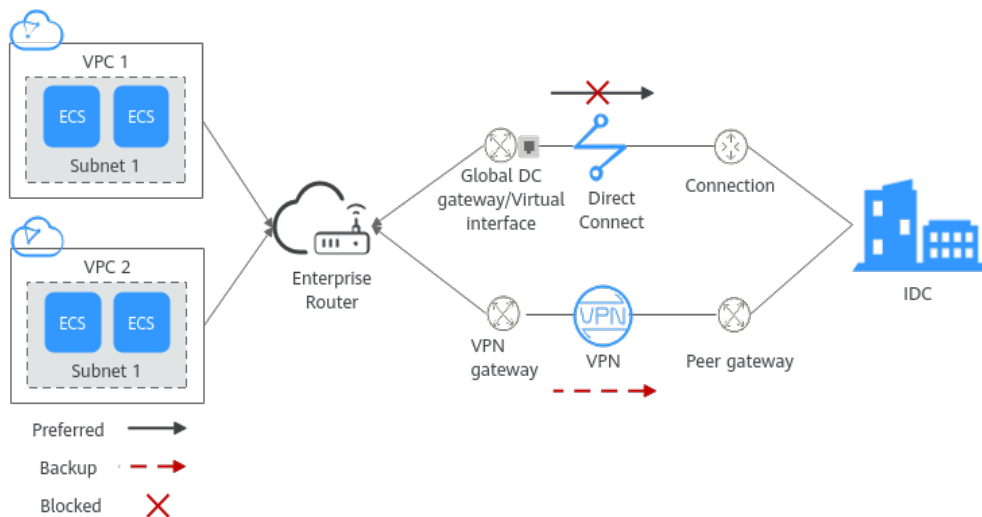 VPC 1
ECS
ECS
Subnet 1
VPC 2
ECS
ECS
Subnet 1
Enterprise
Router
Global DC
gateway/Virtual
interface
Direct
Connect
Connection
VPN
gateway
VPN
VPN
Peer gateway
IDC
Preferred
Backup
Blocked